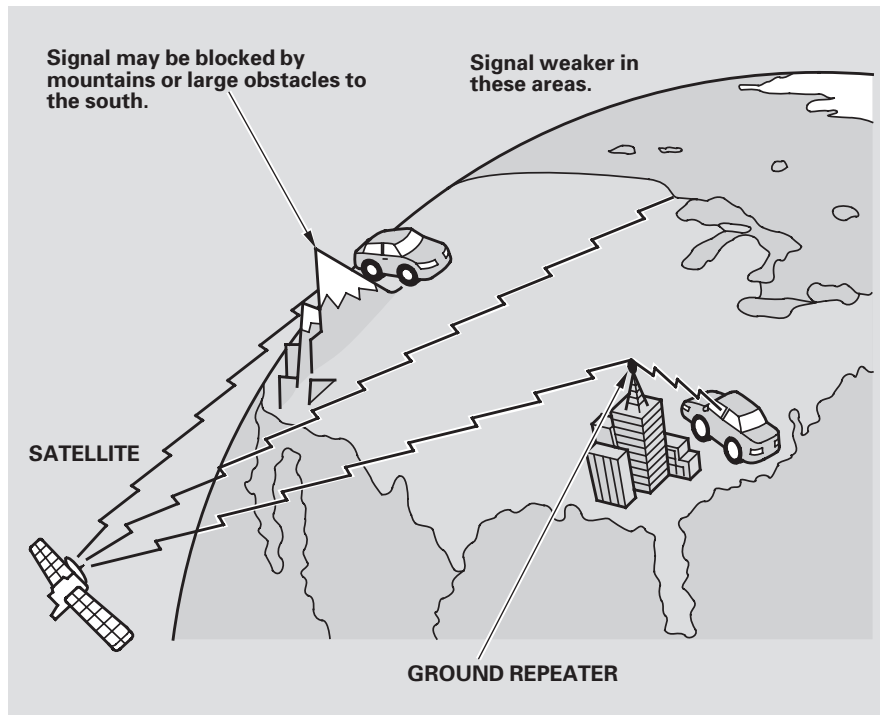 Signal may be blocked by
mountains or large obstacles to
the south.
Signal weaker in
these areas.
SATELLITE
GROUND REPEATER